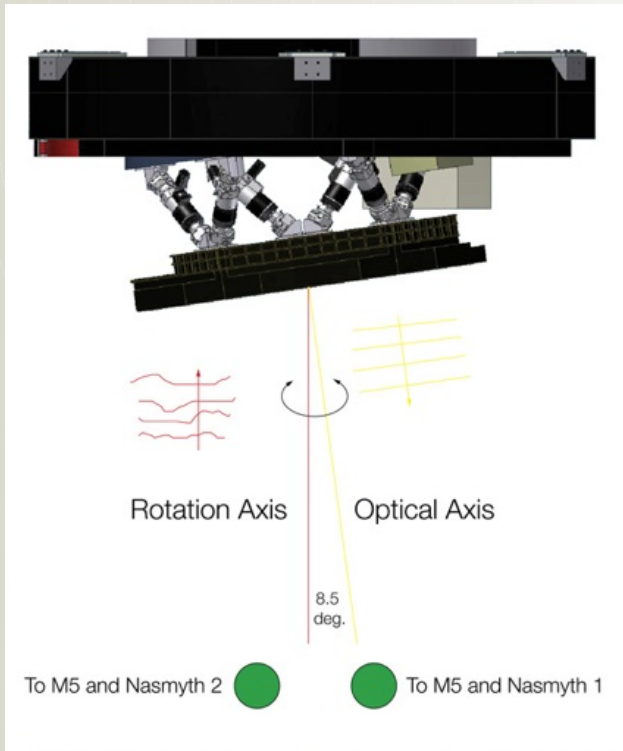 Rotation Axis
Optical Axis
8.5
deg.
To M5 and Nasmyth 2
To M5 and Nasmyth 1